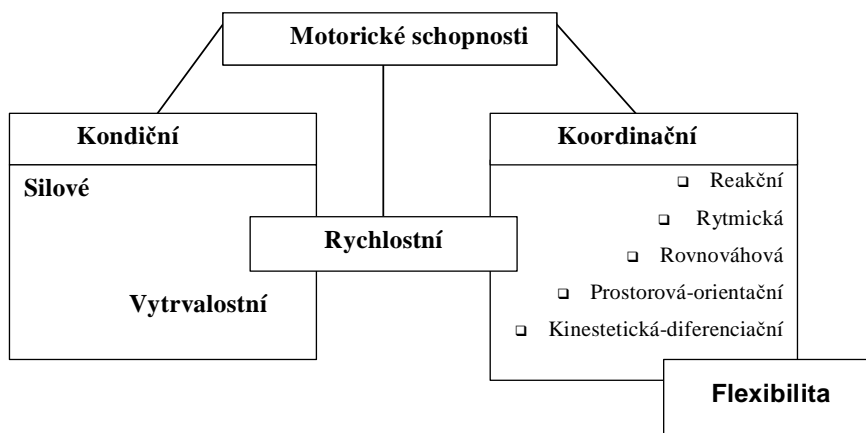 Motorické schopnosti
Kondiční
Silové
Vytrvalostní
Rychlostní
Koordinační
❑ Reakční
❑ Rytmická
❑ Rovnováhová
❑ Prostorová-orientační
❑ Kinestetická-diferenciační
Flexibilita